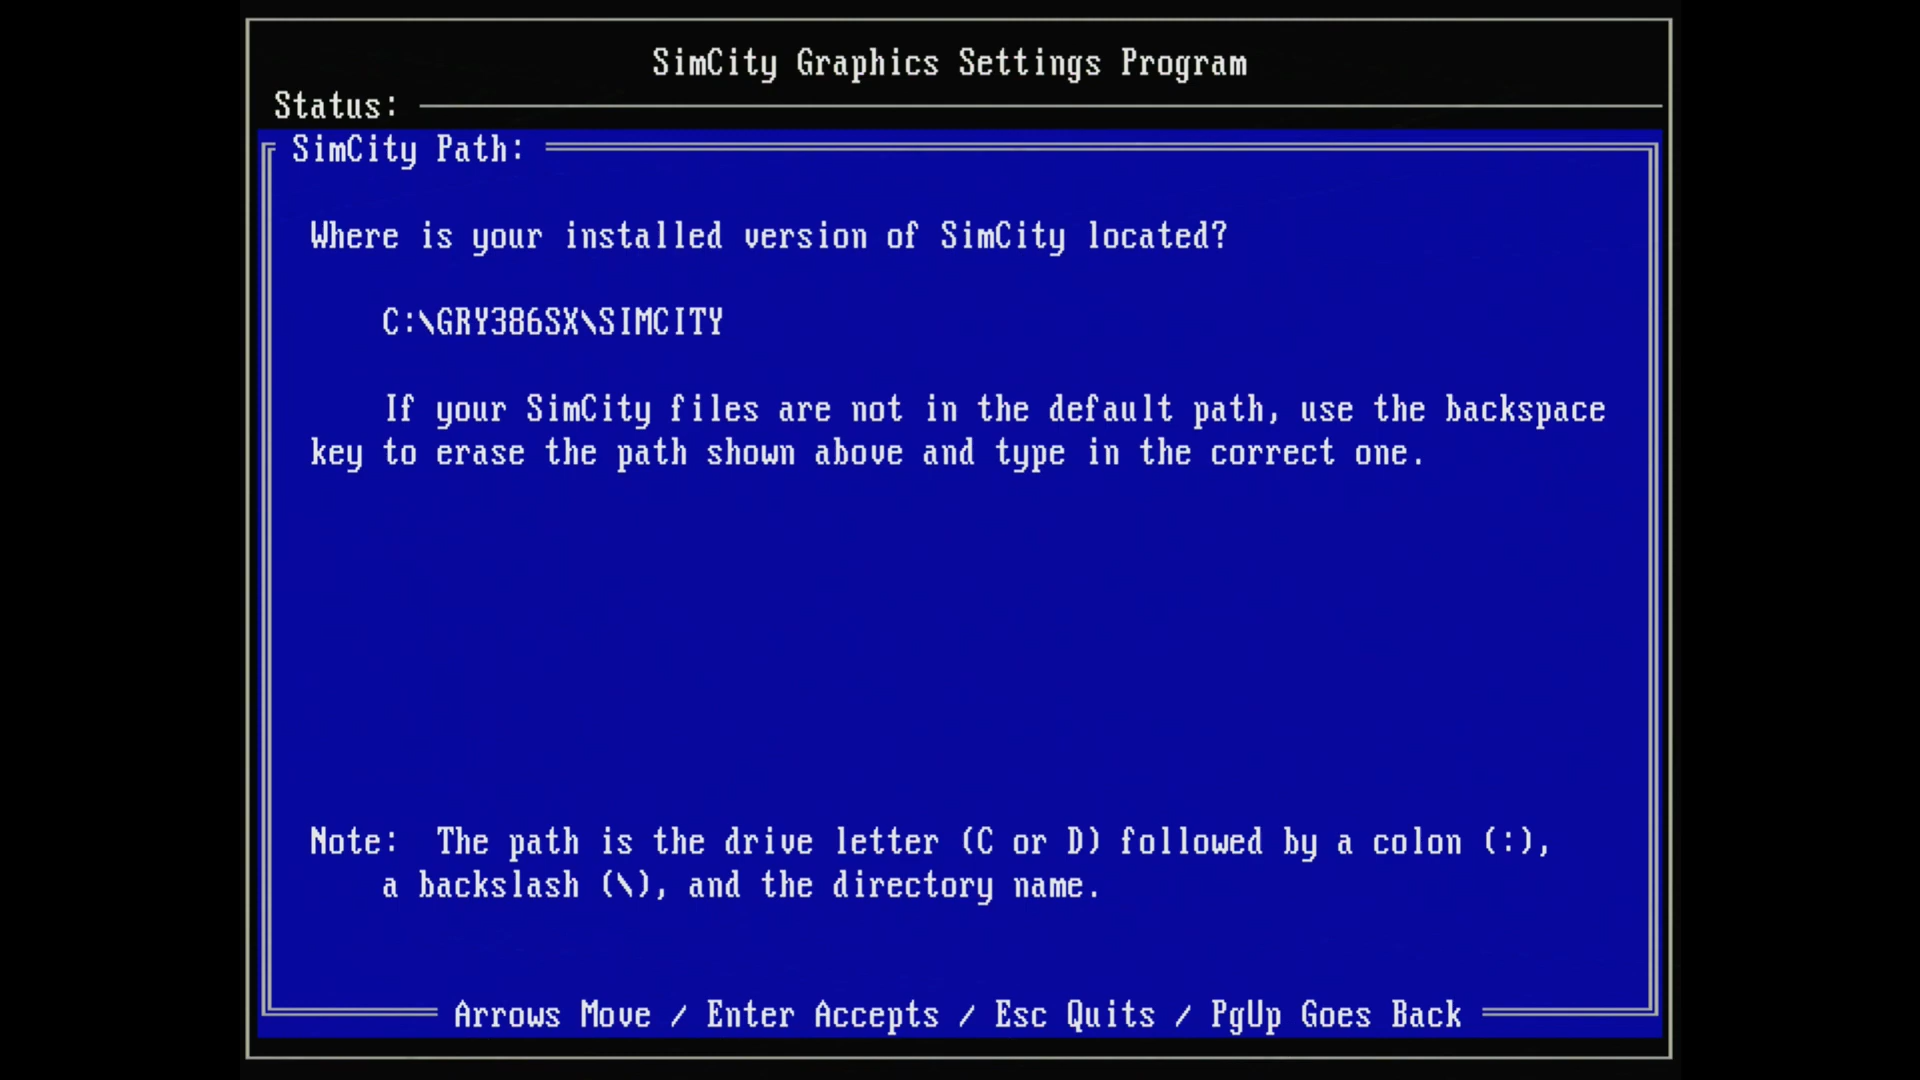 SimCity Graphics Settings Program
Status:
SimCity Path:
Where is your installed version of SimCity located?
C:\GRY386SX\SIMCITY
If your SimCity files are not in the default path, use the backspace
key to erase the path shown above and type in the correct one.
Note:  The path is the drive letter (C or D) followed by a colon (:),
a backslash (\), and the directory name.
Arrows Move / Enter Accepts / Esc Quits / PgUp Goes Back